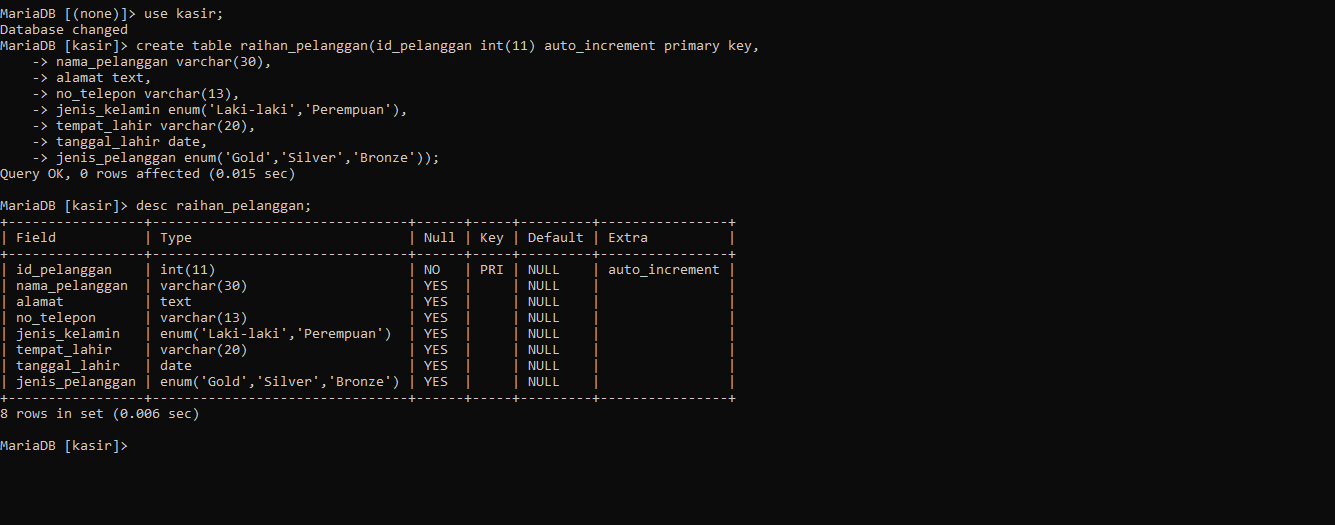 MariaDB [(none)]> use kasir;
Database changed
MariaDB [kasir]> create table raihan_pelanggan(id_pelanggan int(11) auto_increment primary key,
    -> nama_pelanggan varchar(30),
    -> alamat text,
    -> no_telepon varchar(13),
    -> jenis_kelamin enum('Laki-laki','Perempuan'),
    -> tempat_lahir varchar(20),
    -> tanggal_lahir date,
    -> jenis_pelanggan enum('Gold','Silver','Bronze'));
Query OK, 0 rows affected (0.015 sec)

MariaDB [kasir]> desc raihan_pelanggan;
+-----------------+--------------------------------+------+-----+---------+----------------+
| Field           | Type                           | Null | Key | Default | Extra          |
+-----------------+--------------------------------+------+-----+---------+----------------+
| id_pelanggan    | int(11)                        | NO   | PRI | NULL    | auto_increment |
| nama_pelanggan  | varchar(30)                    | YES  |     | NULL    |                |
| alamat          | text                           | YES  |     | NULL    |                |
| no_telepon      | varchar(13)                    | YES  |     | NULL    |                |
| jenis_kelamin   | enum('Laki-laki','Perempuan')  | YES  |     | NULL    |                |
| tempat_lahir    | varchar(20)                    | YES  |     | NULL    |                |
| tanggal_lahir   | date                           | YES  |     | NULL    |                |
| jenis_pelanggan | enum('Gold','Silver','Bronze') | YES  |     | NULL    |                |
+-----------------+--------------------------------+------+-----+---------+----------------+
8 rows in set (0.006 sec)

MariaDB [kasir]>